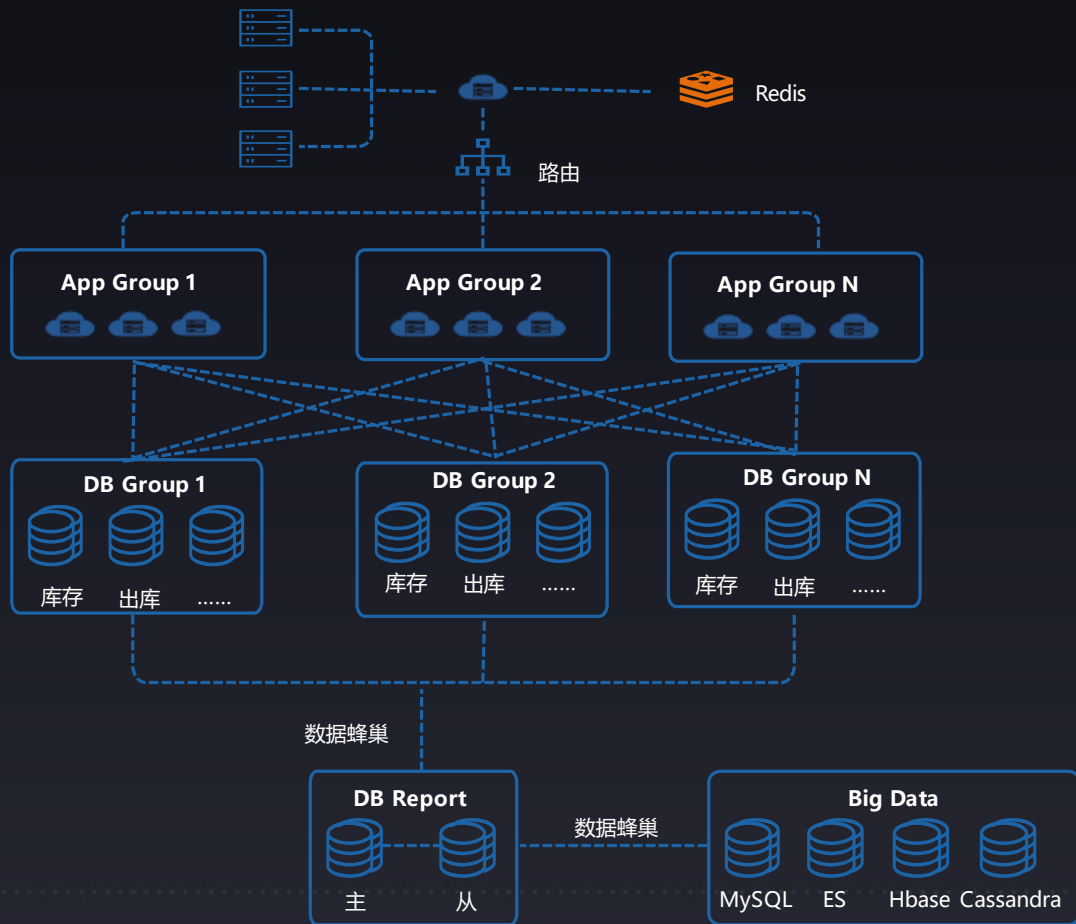 Redis
路由
App Group 1
App Group 2
App Group N
DB Group 1
DB Group 2
DB Group N
库存
出库
......
库存
出库
......
库存
出库
......
数据蜂巢
DB Report
Big Data
数据蜂巢
主
从
MySQL
ES
Hbase
Cassandra